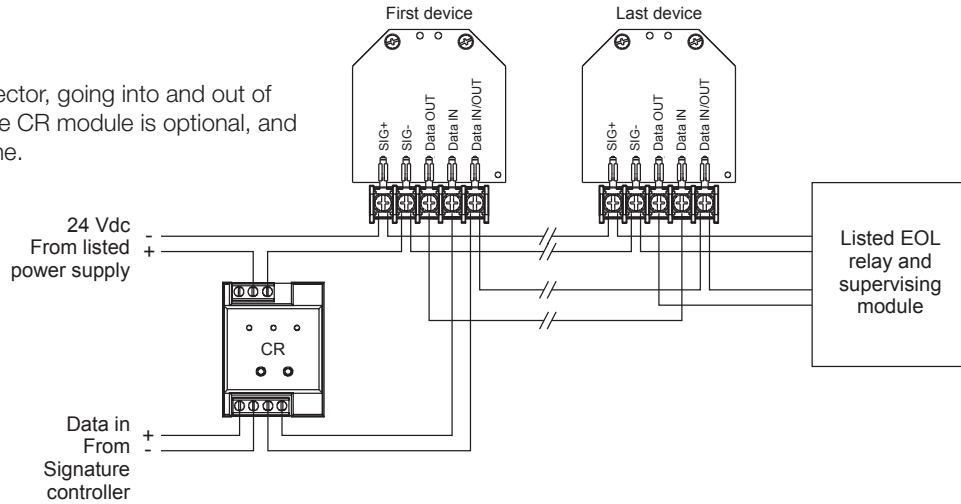 First device
Last device
ector, going into and out of
e CR module is optional, and
ne.
SIG+
SIG-
Data OUT
Data IN
Data IN/OUT
SIG+
SIG-
Data OUT
Data IN
Data IN/OUT
24 Vdc
From listed
power supply
-
+
Listed EOL
relay and
supervising
module
CR
Data in
From
Signature
controller
+
-